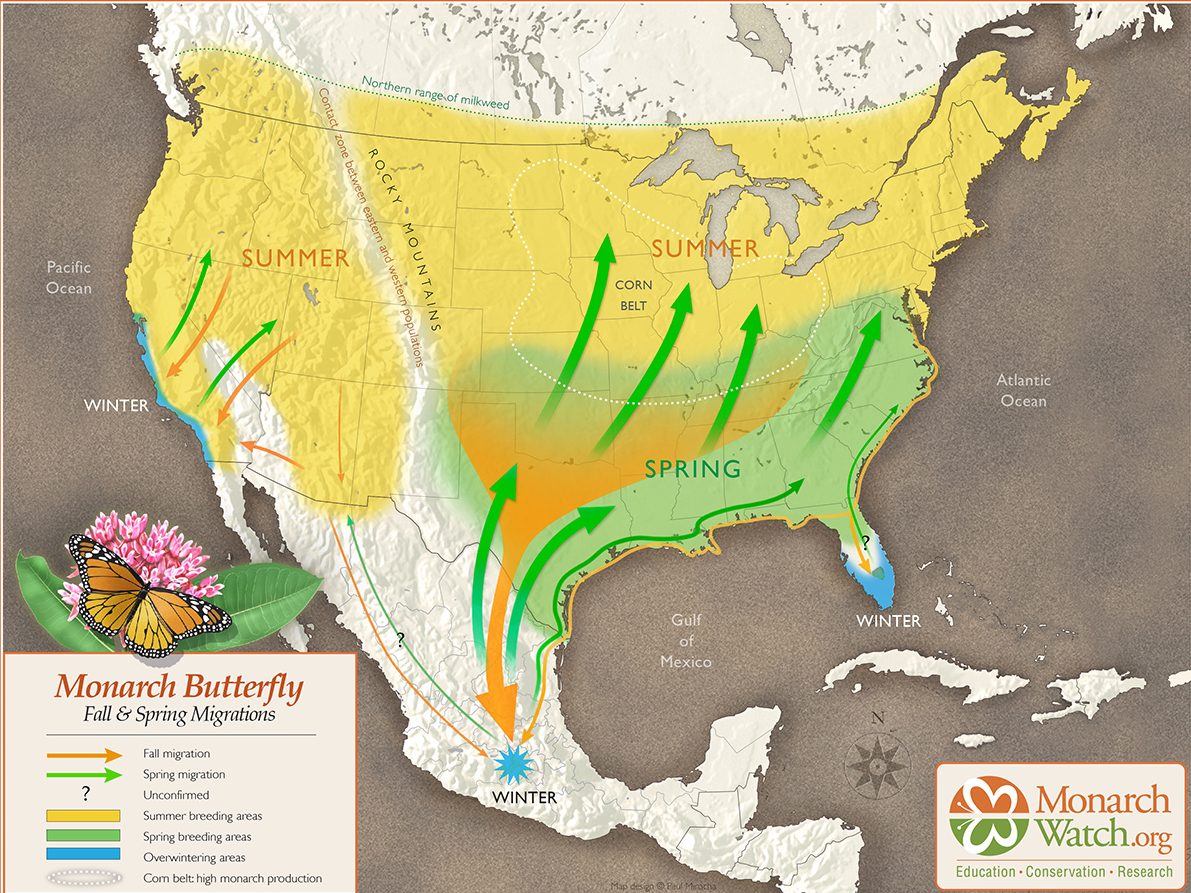 Northern range of milkweed
Contact zone between eastern and western populations
ROCKY MOUNTAINS
SUMMER
SUMMER
CORN
BELT
Pacific
Ocean
Atlantic
Ocean
WINTER
SPRING
?
WINTER
Gulf
of
Mexico
?
WINTER
Monarch Butterfly
Fall & Spring Migrations
Fall migration
Spring migration
? Unconfirmed
Summer breeding areas
Spring breeding areas
Overwintering areas
Corn belt: high monarch production
N
Monarch
Watch.org
Education • Conservation • Research
Map design © Paul Mirocha